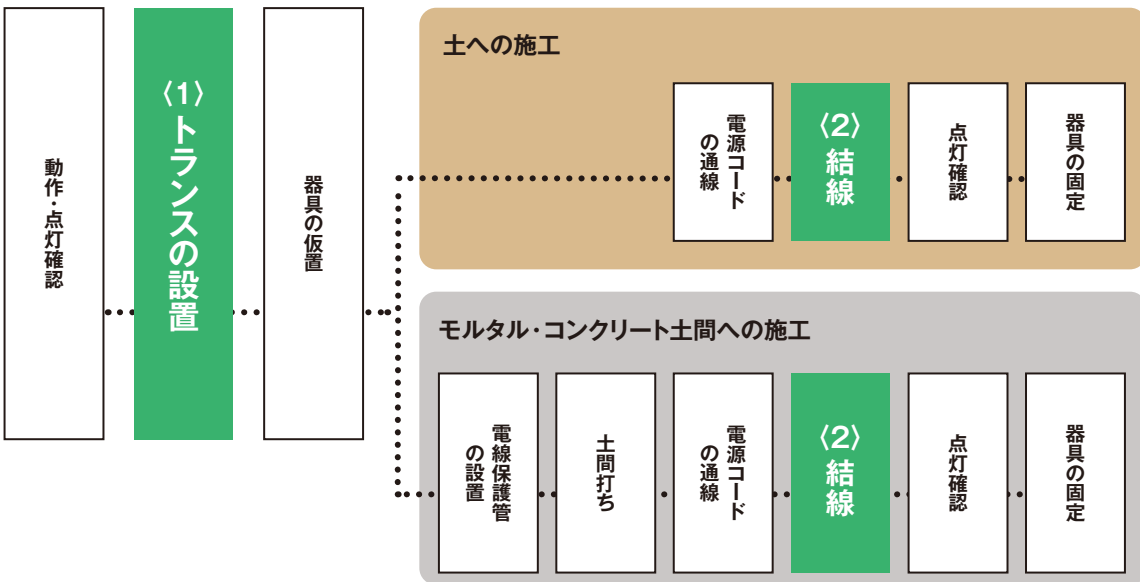 動作・点灯確認
〈1〉
トランスの設置
器具の仮置
土への施工
電源コード
の通線
〈2〉
結線
点灯確認
器具の固定
モルタル・コンクリート土間への施工
電線保護管
の設置
土間打ち
電源コード
の通線
〈2〉
結線
点灯確認
器具の固定